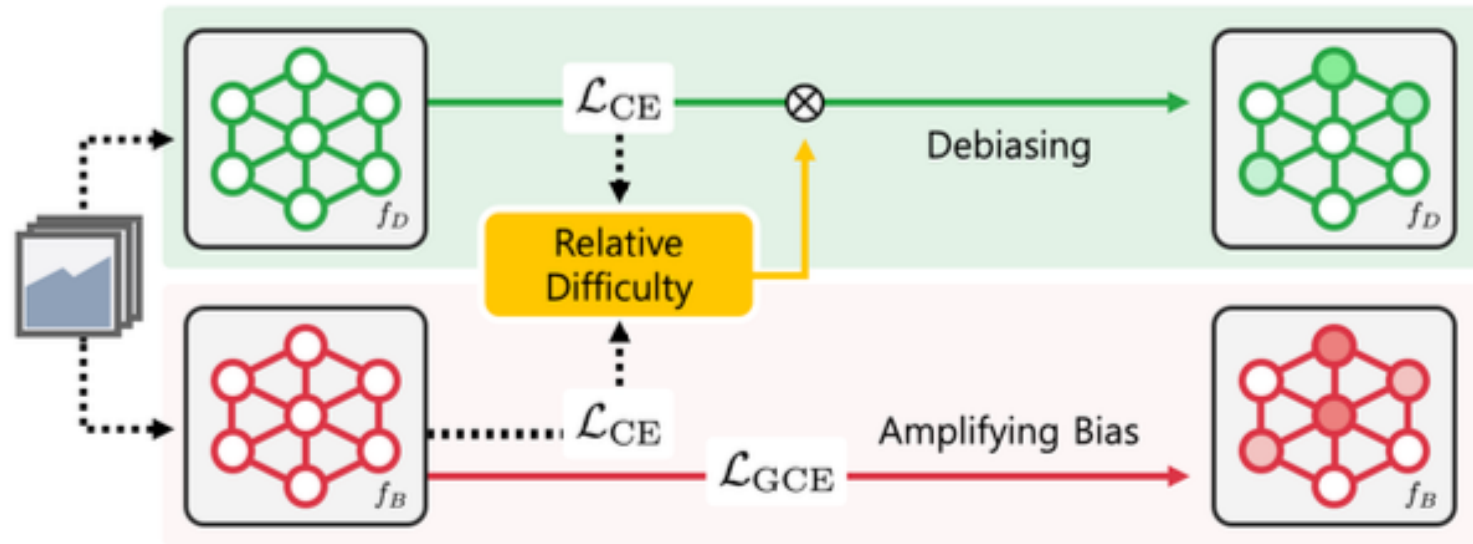 ℒ_CE
Debiasing
f_D
f_D
Relative
Difficulty
ℒ_CE
Amplifying Bias
ℒ_GCE
f_B
f_B